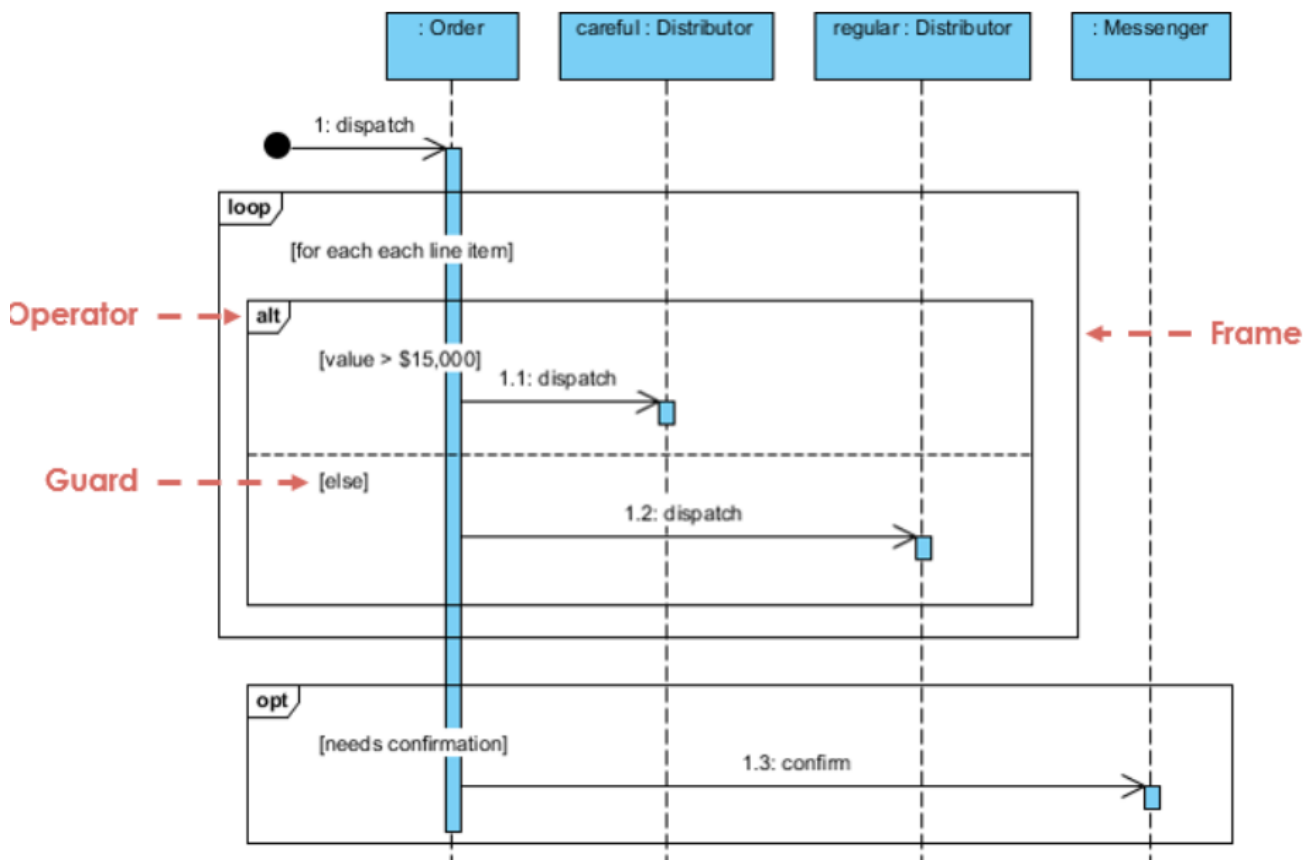 : Order
careful : Distributor
regular : Distributor
: Messenger
1: dispatch
loop
[for each each line item]
Operator
alt
Frame
[value > $15,000]
1.1: dispatch
Guard
[else]
1.2: dispatch
opt
[needs confirmation]
1.3: confirm